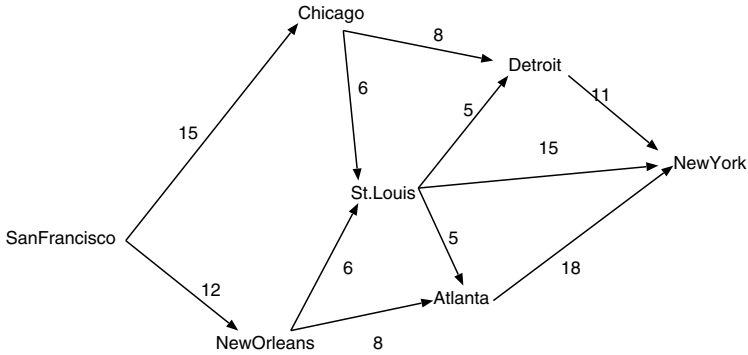 Chicago
8
Detroit
6
11
5
15
15
NewYork
St.Louis
SanFrancisco
5
6
18
12
Atlanta
NewOrleans
8